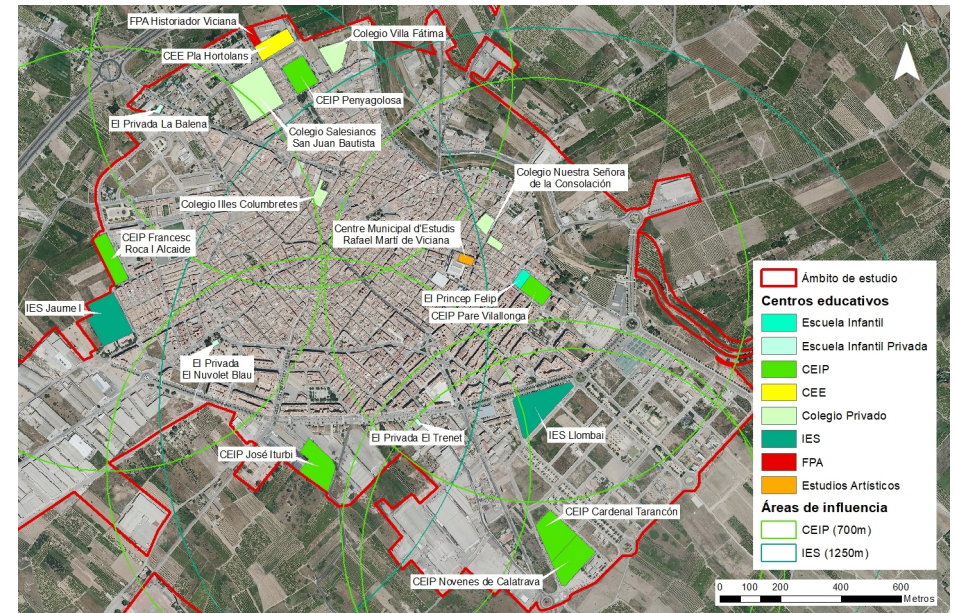 FPA Historiador Viciana
Colegio Villa Fátima
CEE Pla Hortolans
CEIP Penyagolosa
EI Privada La Balena
Colegio Salesianos
San Juan Bautista
Colegio Nuestra Señora
de la Consolación
Colegio Illes Columbretes
Centre Municipal d'Estudis
Rafael Martí de Viciana
CEIP Francesc
Roca I Alcaide
EI Princep Felip
CEIP Pare Vilallonga
IES Jaume I
EI Privada
El Nuvolet Blau
EI Privada El Trenet
IES Llombai
CEIP José Iturbi
CEIP Cardenal Tarancón
CEIP Novenes de Calatrava
N
Ámbito de estudio
Centros educativos
Escuela Infantil
Escuela Infantil Privada
CEIP
CEE
Colegio Privado
IES
FPA
Estudios Artísticos
Áreas de influencia
CEIP (700m)
IES (1250m)
0 100 200 400 600
Metros